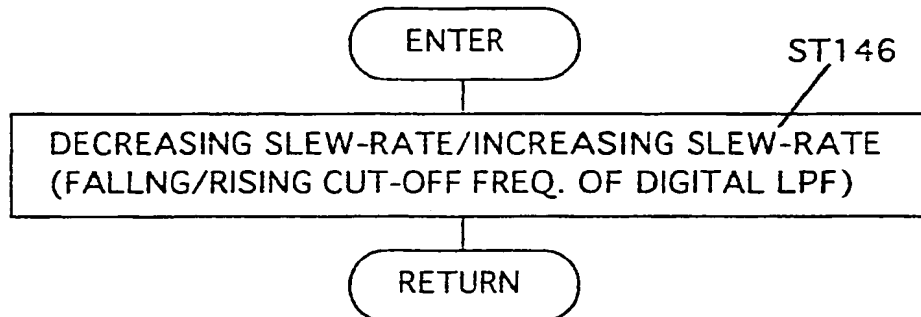 ENTER
ST146
DECREASING SLEW-RATE/INCREASING SLEW-RATE
(FALLNG/RISING CUT-OFF FREQ. OF DIGITAL LPF)
RETURN